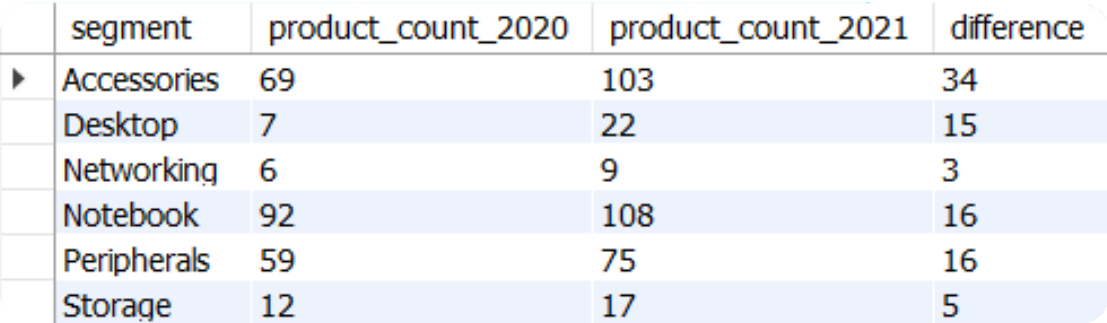 segment product_count_2020 product_count_2021 difference
Accessories 69 103 34
Desktop 7 22 15
Networking 6 9 3
Notebook 92 108 16
Peripherals 59 75 16
Storage 12 17 5